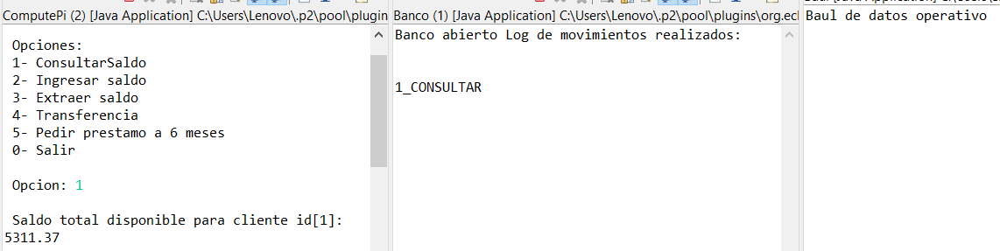 ComputePi (2) [Java Application] C:\Users\Lenovo\.p2\pool\plugin
Opciones:
1- ConsultarSaldo
2- Ingresar saldo
3- Extraer saldo
4- Transferencia
5- Pedir prestamo a 6 meses
0- Salir
Opcion: 1
Saldo total disponible para cliente id[1]:
5311.37
Banco (1) [Java Application] C:\Users\Lenovo\.p2\pool\plugins\org.ecl
Banco abierto Log de movimientos realizados:
1_CONSULTAR
Baul de datos operativo